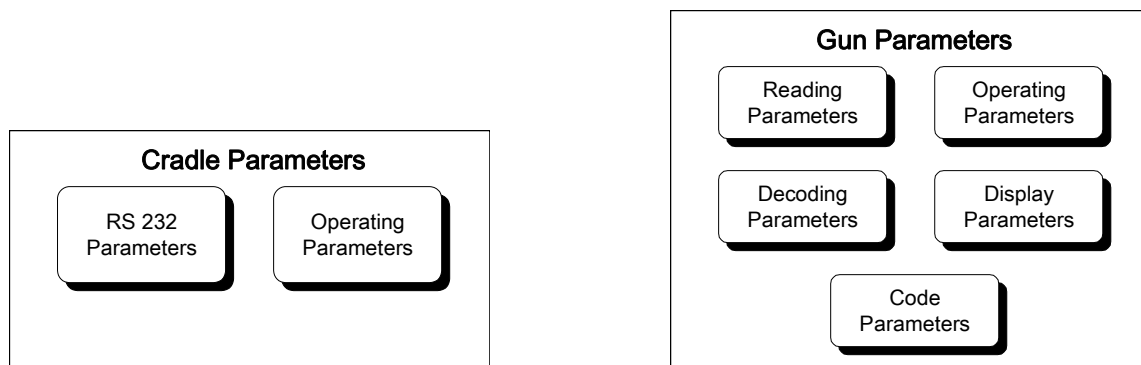 Cradle Parameters
RS 232
Parameters
Operating
Parameters
Gun Parameters
Reading
Parameters
Operating
Parameters
Decoding
Parameters
Display
Parameters
Code
Parameters